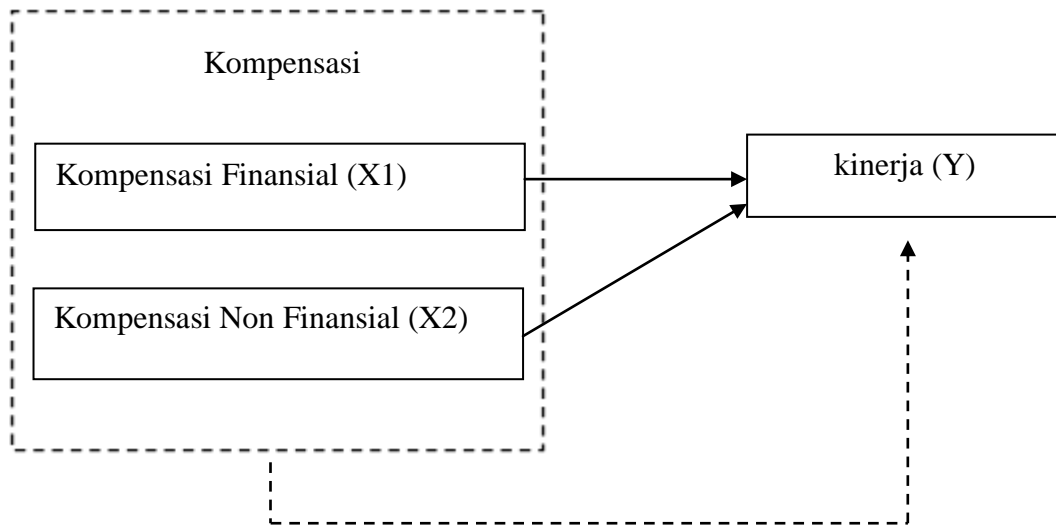 Kompensasi
Kompensasi Finansial (X1)
kinerja (Y)
Kompensasi Non Finansial (X2)